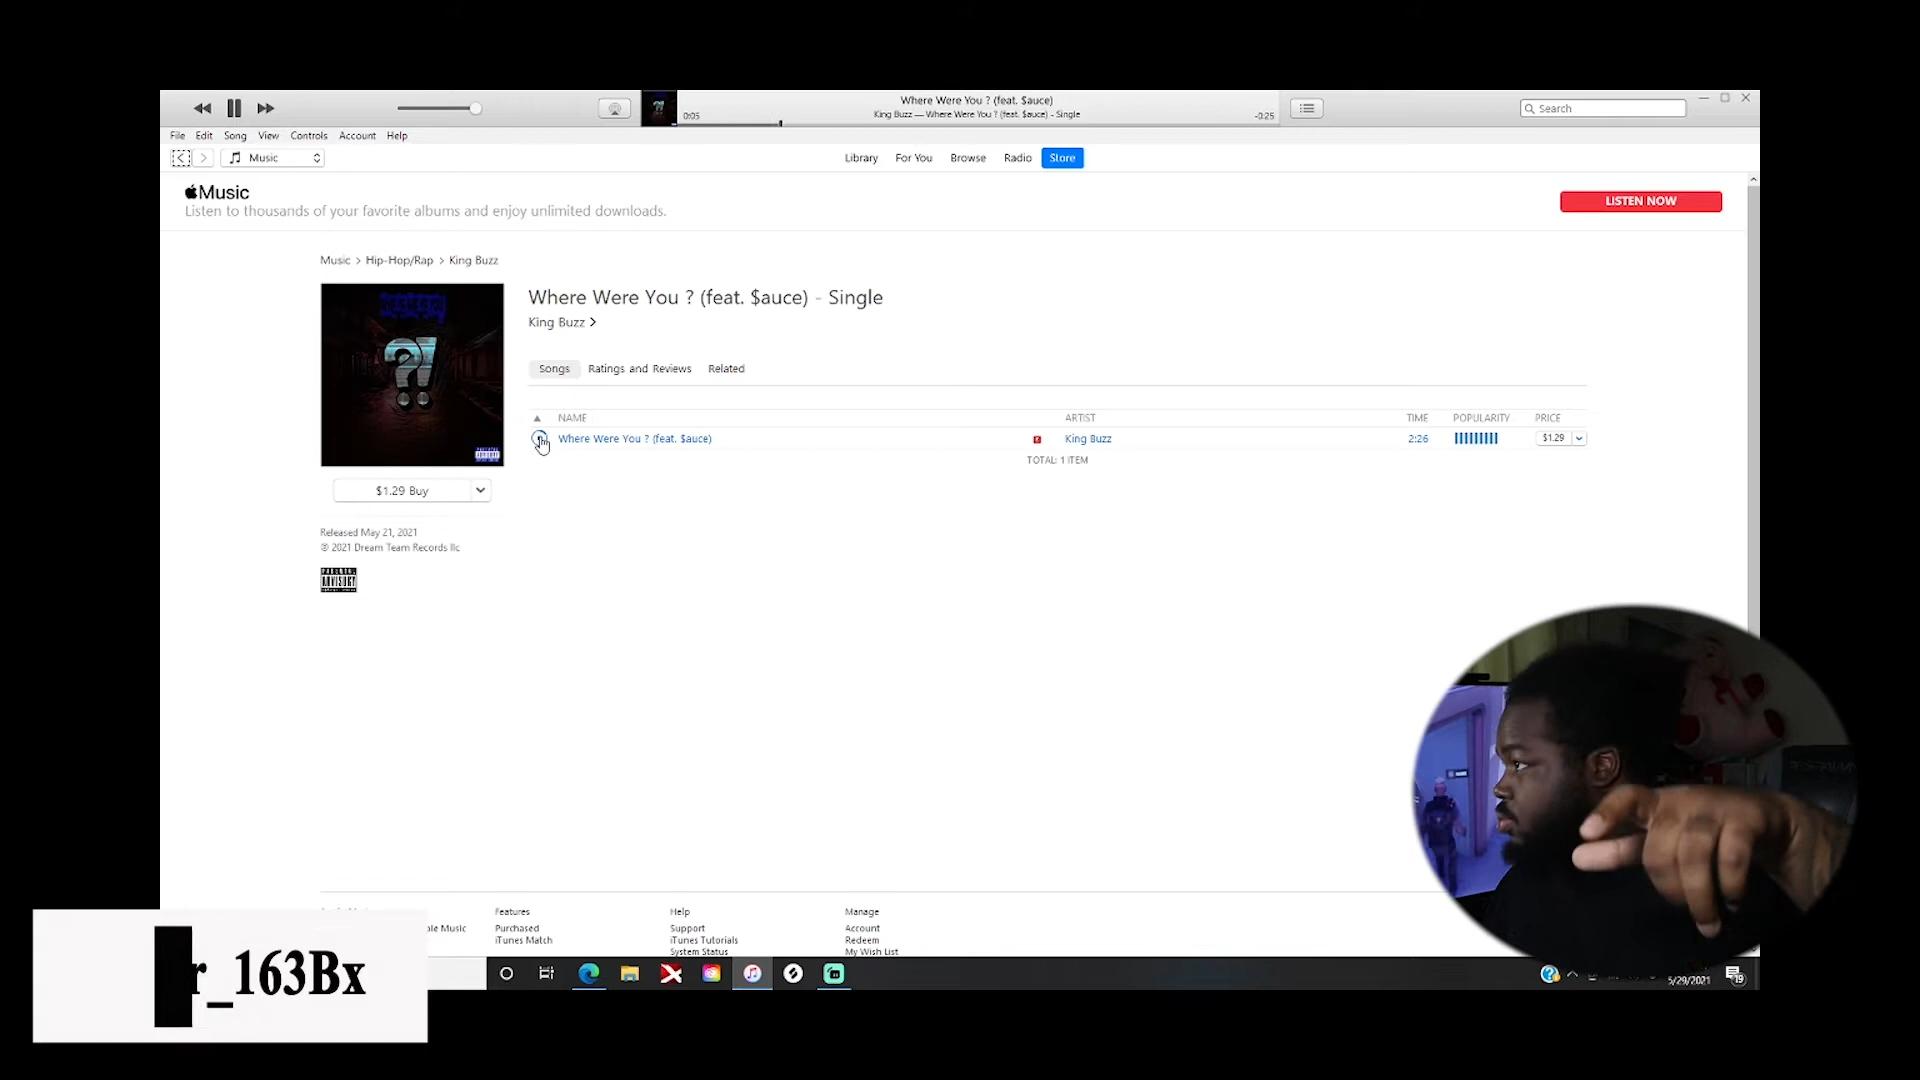 Where Were You ? (feat. $auce)
0:05
King Buzz — Where Were You ? (feat. $auce) - Single
-0:25
Search
File Edit Song View Controls Account Help
Music
Library For You Browse Radio Store
Music
Listen to thousands of your favorite albums and enjoy unlimited downloads.
LISTEN NOW
Music > Hip-Hop/Rap > King Buzz
Where Were You ? (feat. $auce) - Single
King Buzz >
Songs Ratings and Reviews Related
NAME ARTIST TIME POPULARITY PRICE
Where Were You ? (feat. $auce) King Buzz 2:26 $1.29
TOTAL: 1 ITEM
PARENTAL
ADVISORY
$1.29 Buy
Released May 21, 2021
℗ 2021 Dream Team Records llc
PARENTAL
ADVISORY
Features Help Manage
Purchased Support Account
iTunes Match iTunes Tutorials Redeem
System Status My Wish List
Music
r_163Bx
5/29/2021
19